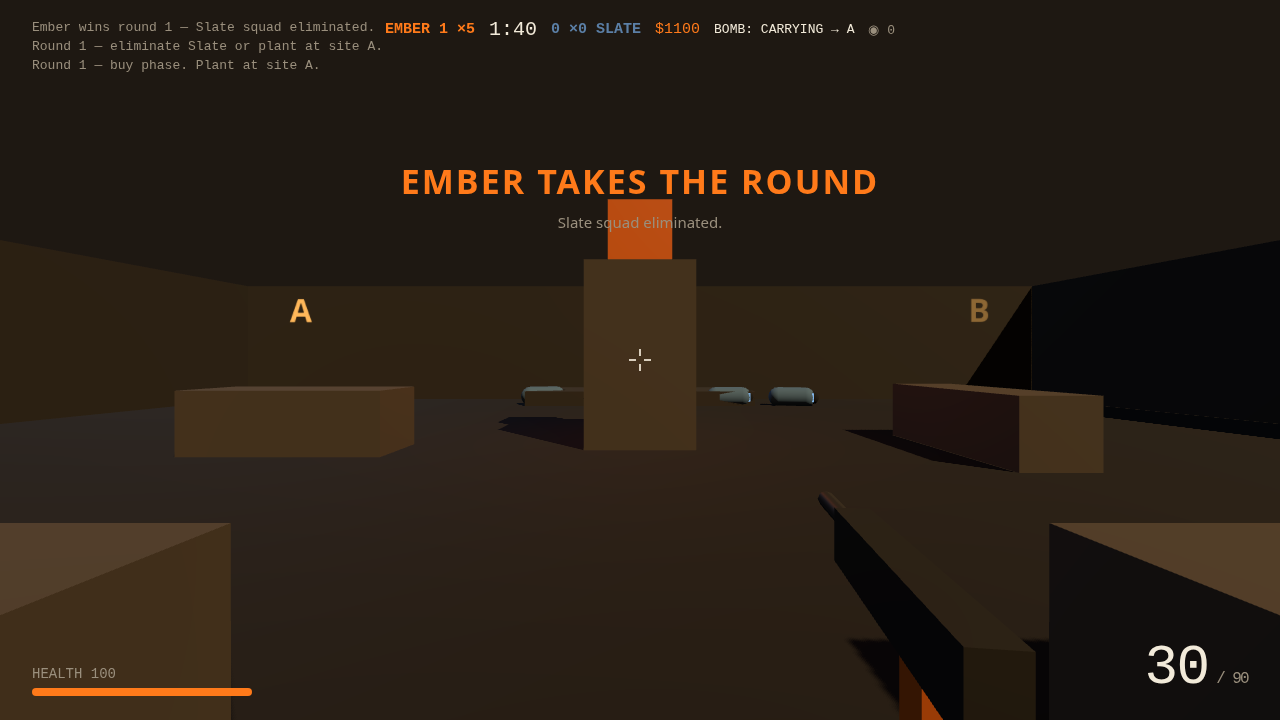 Ember wins round 1 — Slate squad eliminated.
Round 1 — eliminate Slate or plant at site A.
Round 1 — buy phase. Plant at site A.
EMBER 1 ×5 1:40 0 ×0 SLATE $1100 BOMB: CARRYING → A ◉ 0
EMBER TAKES THE ROUND
Slate squad eliminated.
A
B
HEALTH 100
30 / 90